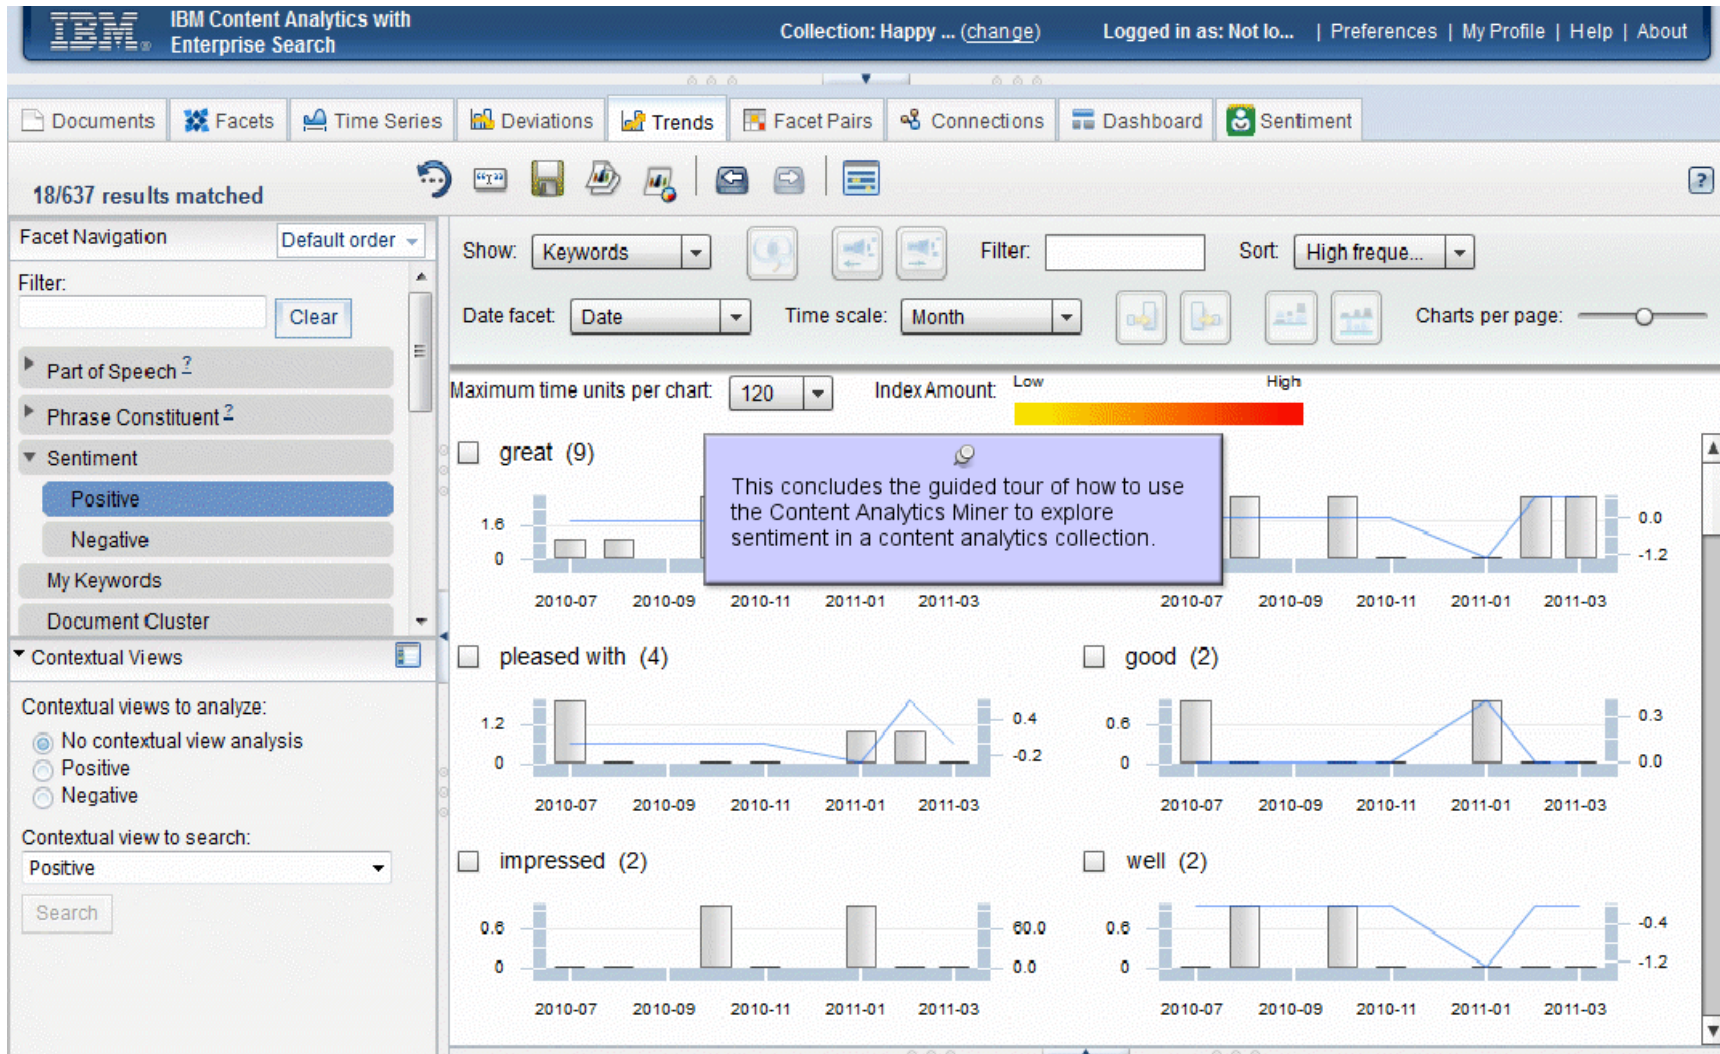 IBM
IBM Content Analytics with
Enterprise Search
Collection: Happy ... (change) Logged in as: Not lo... | Preferences | My Profile | Help | About
Documents Facets Time Series Deviations Trends Facet Pairs Connections Dashboard Sentiment
18/637 results matched
?
Facet Navigation Default order
Filter:
Clear
Part of Speech ?
Phrase Constituent ?
Sentiment
Positive
Negative
My Keywords
Document Cluster
Contextual Views
Contextual views to analyze:
No contextual view analysis
Positive
Negative
Contextual view to search:
Positive
Search
Show: Keywords Filter: Sort: High freque...
Date facet: Date Time scale: Month Charts per page:
Maximum time units per chart: 120 Index Amount: Low High
great (9)
This concludes the guided tour of how to use
the Content Analytics Miner to explore
sentiment in a content analytics collection.
1.6
0
0.0
-1.2
2010-07 2010-09 2010-11 2011-01 2011-03
2010-07 2010-09 2010-11 2011-01 2011-03
pleased with (4)
1.2
0
0.4
-0.2
2010-07 2010-09 2010-11 2011-01 2011-03
good (2)
0.6
0
0.3
0.0
2010-07 2010-09 2010-11 2011-01 2011-03
impressed (2)
0.6
0
60.0
0.0
2010-07 2010-09 2010-11 2011-01 2011-03
well (2)
0.6
0
-0.4
-1.2
2010-07 2010-09 2010-11 2011-01 2011-03